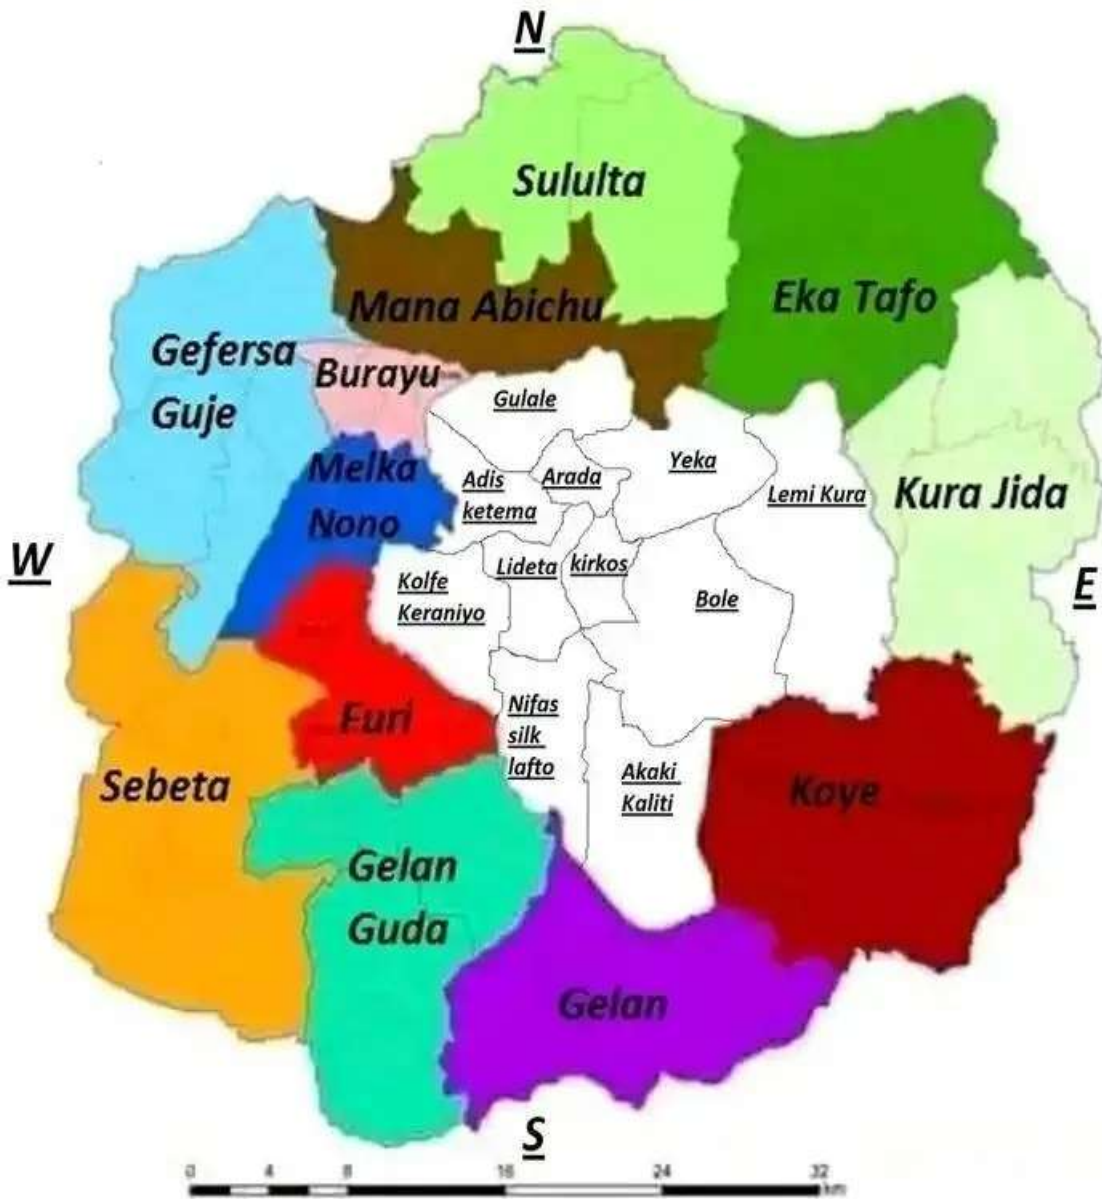 N
Sululta
Eka Tafo
Mana Abichu
Gefersa
Guje
Burayu
Gulale
Melka
Nono
Adis
ketema
Arada
Yeka
Lemi Kura
Kura Jida
W
E
Kolfe
Keraniyo
Lideta
kirkos
Bole
Furi
Nifas
silk
lafto
Sebeta
Akaki
Kaliti
Koye
Gelan
Guda
Gelan
S
0 4 8 16 24 32
km